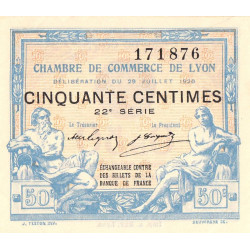 171876
CHAMBRE DE COMMERCE DE LYON
DÉLIBÉRATION DU 29 JUILLET 1920
CINQUANTE CENTIMES
22e SÉRIE
Le Trésorier Le Président
ÉCHANGEABLE CONTRE
DES BILLETS DE LA
BANQUE DE FRANCE
50c 50c